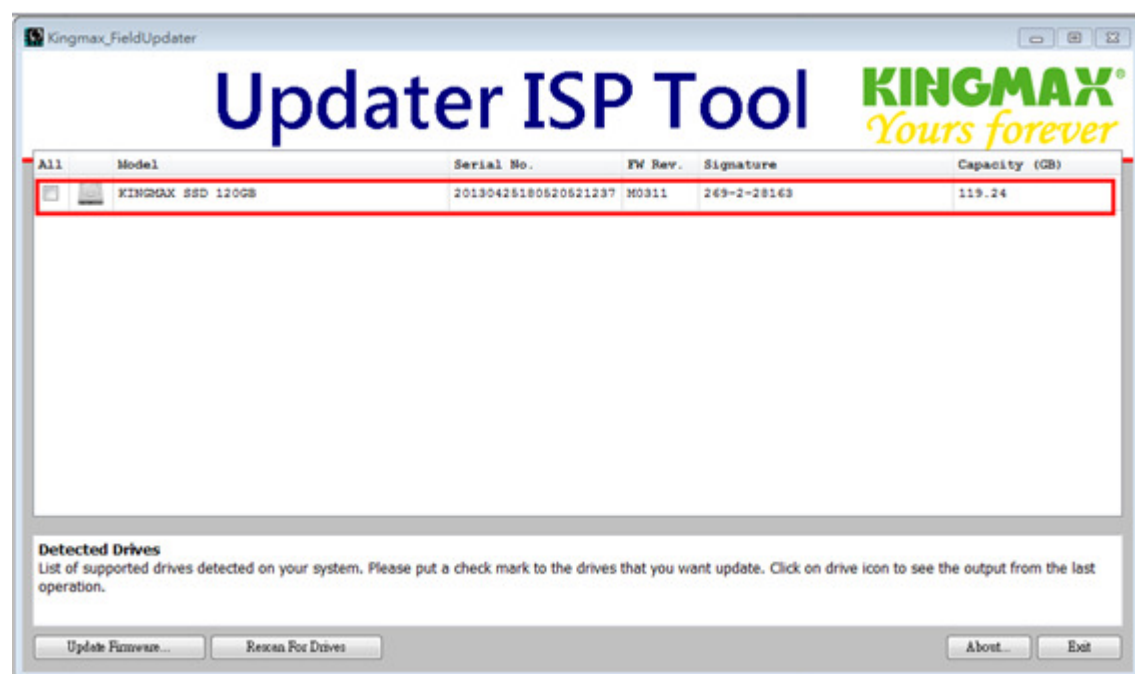 Kingmax_FieldUpdater
Updater ISP Tool
KINGMAX®
Yours forever
All Model Serial No. FW Rev. Signature Capacity (GB)
KINGMAX SSD 120GB 20130425180520521237 M0311 269-2-28163 119.24
Detected Drives
List of supported drives detected on your system. Please put a check mark to the drives that you want update. Click on drive icon to see the output from the last
operation.
Update Firmware... Rescan For Drives About... Exit